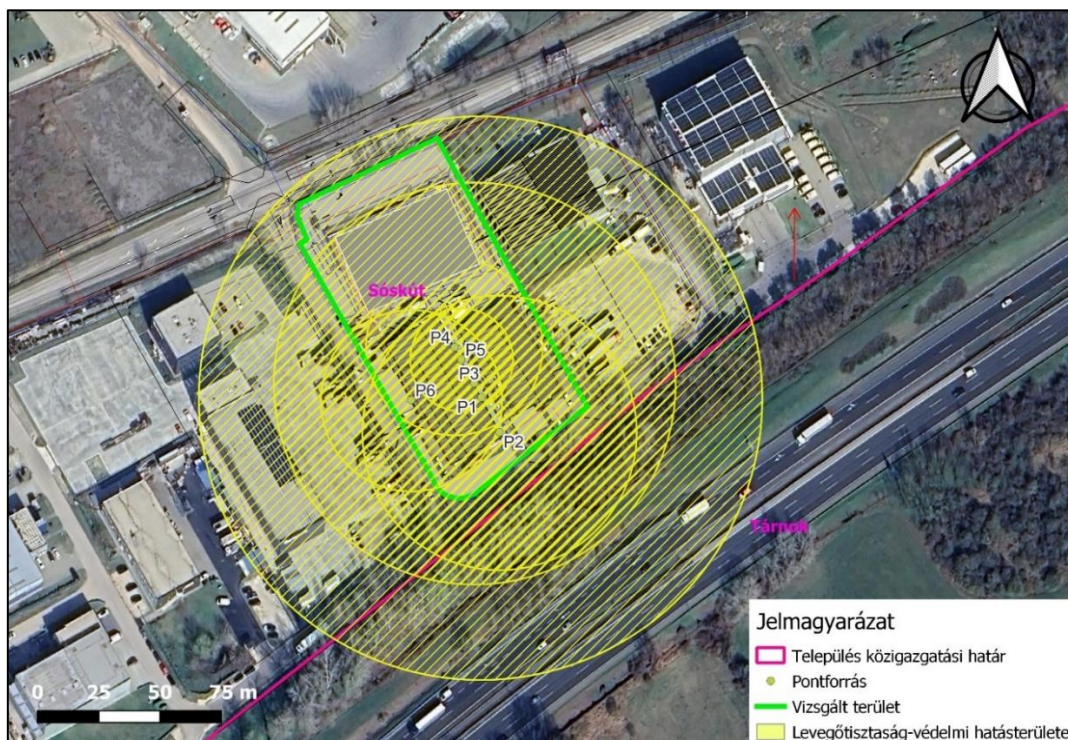 Sóskút
P4
P5
P3
P6
P1
P2
Tárnok
0 25 50 75 m
Jelmagyarázat
Település közigazgatási határ
Pontforrás
Vizsgált terület
Levegőtisztaság-védelmi hatásterülete